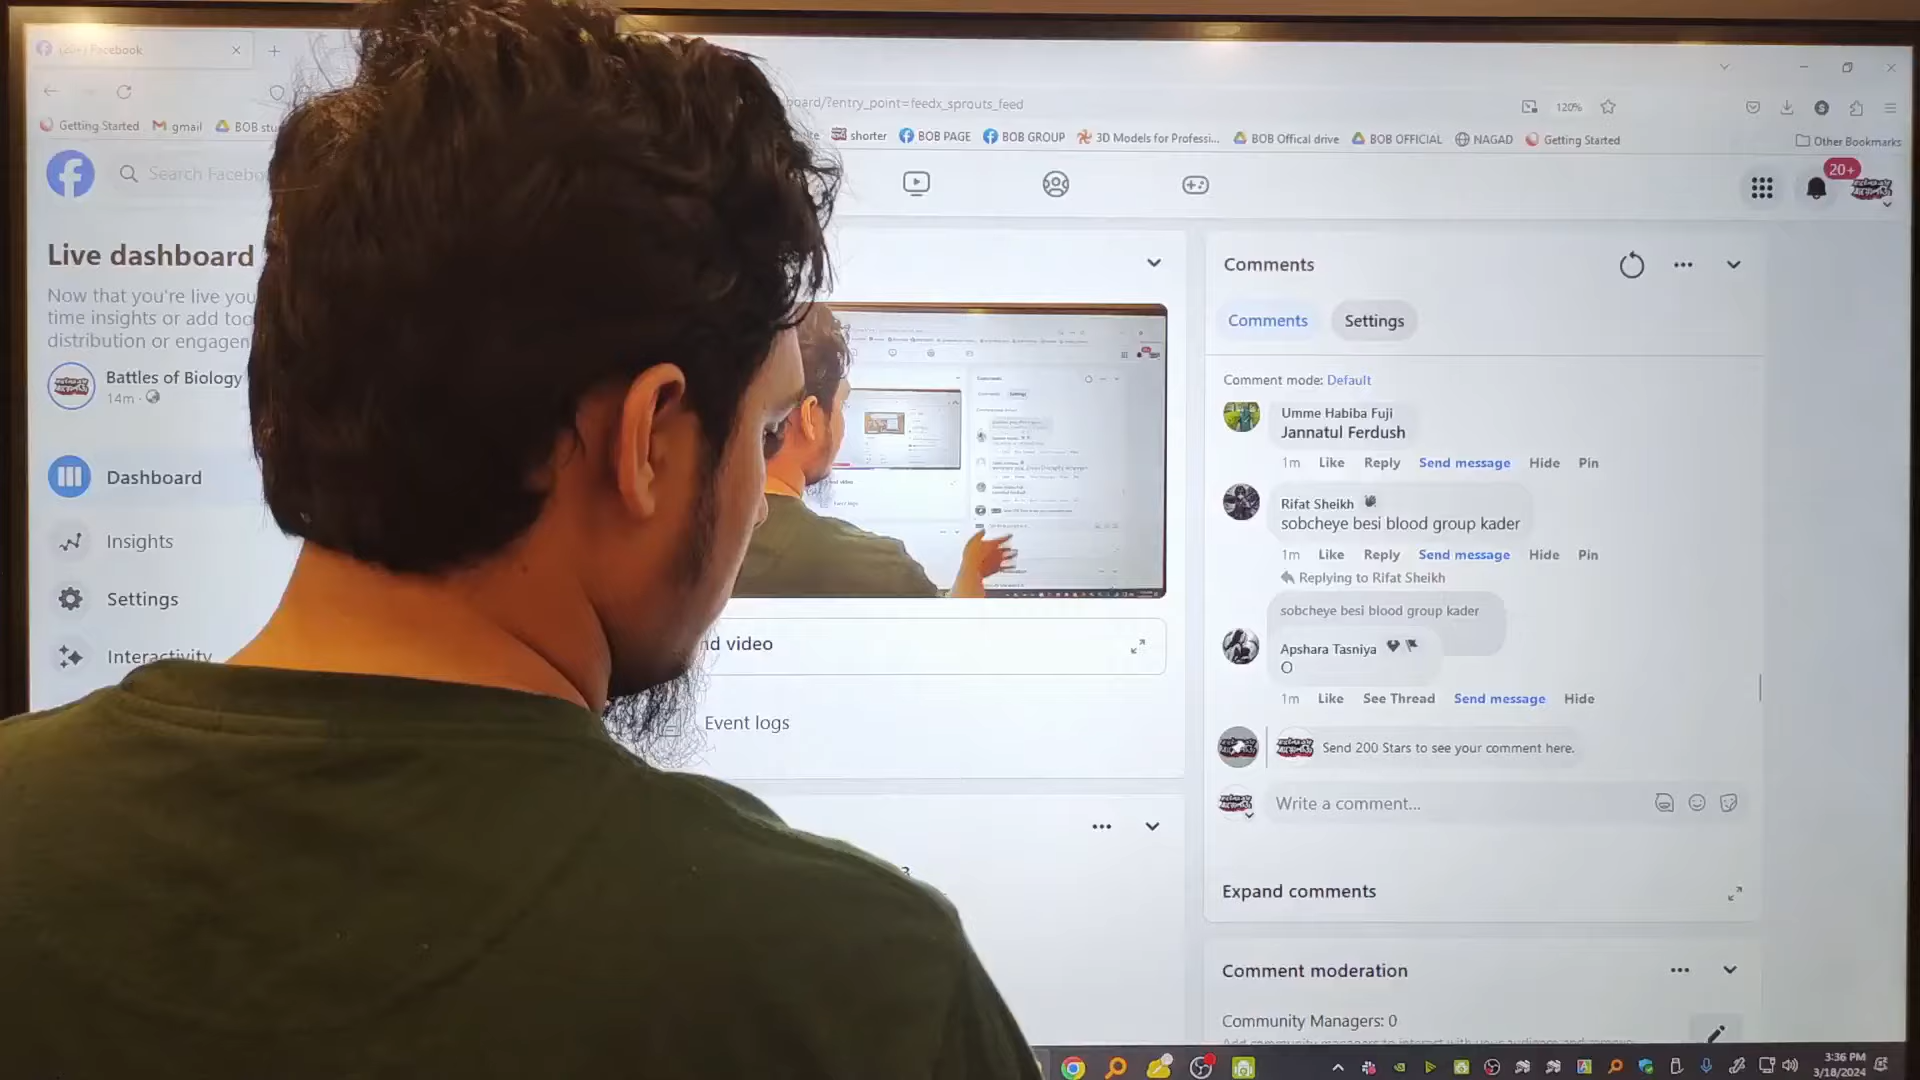 (20+) Facebook
board/?entry_point=feedx_sprouts_feed
120%
Getting Started
gmail
BOB stu
shorter
BOB PAGE
BOB GROUP
3D Models for Professi...
BOB Offical drive
BOB OFFICIAL
NAGAD
Getting Started
Other Bookmarks
Search Facebo
20+
Live dashboard
Now that you're live you
time insights or add too
distribution or engagen
Battles of Biology
14m
Dashboard
Insights
Settings
Interactivity
nd video
Event logs
Comments
Comments
Settings
Comment mode: Default
Umme Habiba Fuji
Jannatul Ferdush
1m Like Reply Send message Hide Pin
Rifat Sheikh
sobcheye besi blood group kader
1m Like Reply Send message Hide Pin
Replying to Rifat Sheikh
sobcheye besi blood group kader
Apshara Tasniya
O
1m Like See Thread Send message Hide
Send 200 Stars to see your comment here.
Write a comment...
Expand comments
Comment moderation
Community Managers: 0
3:36 PM
3/18/2024